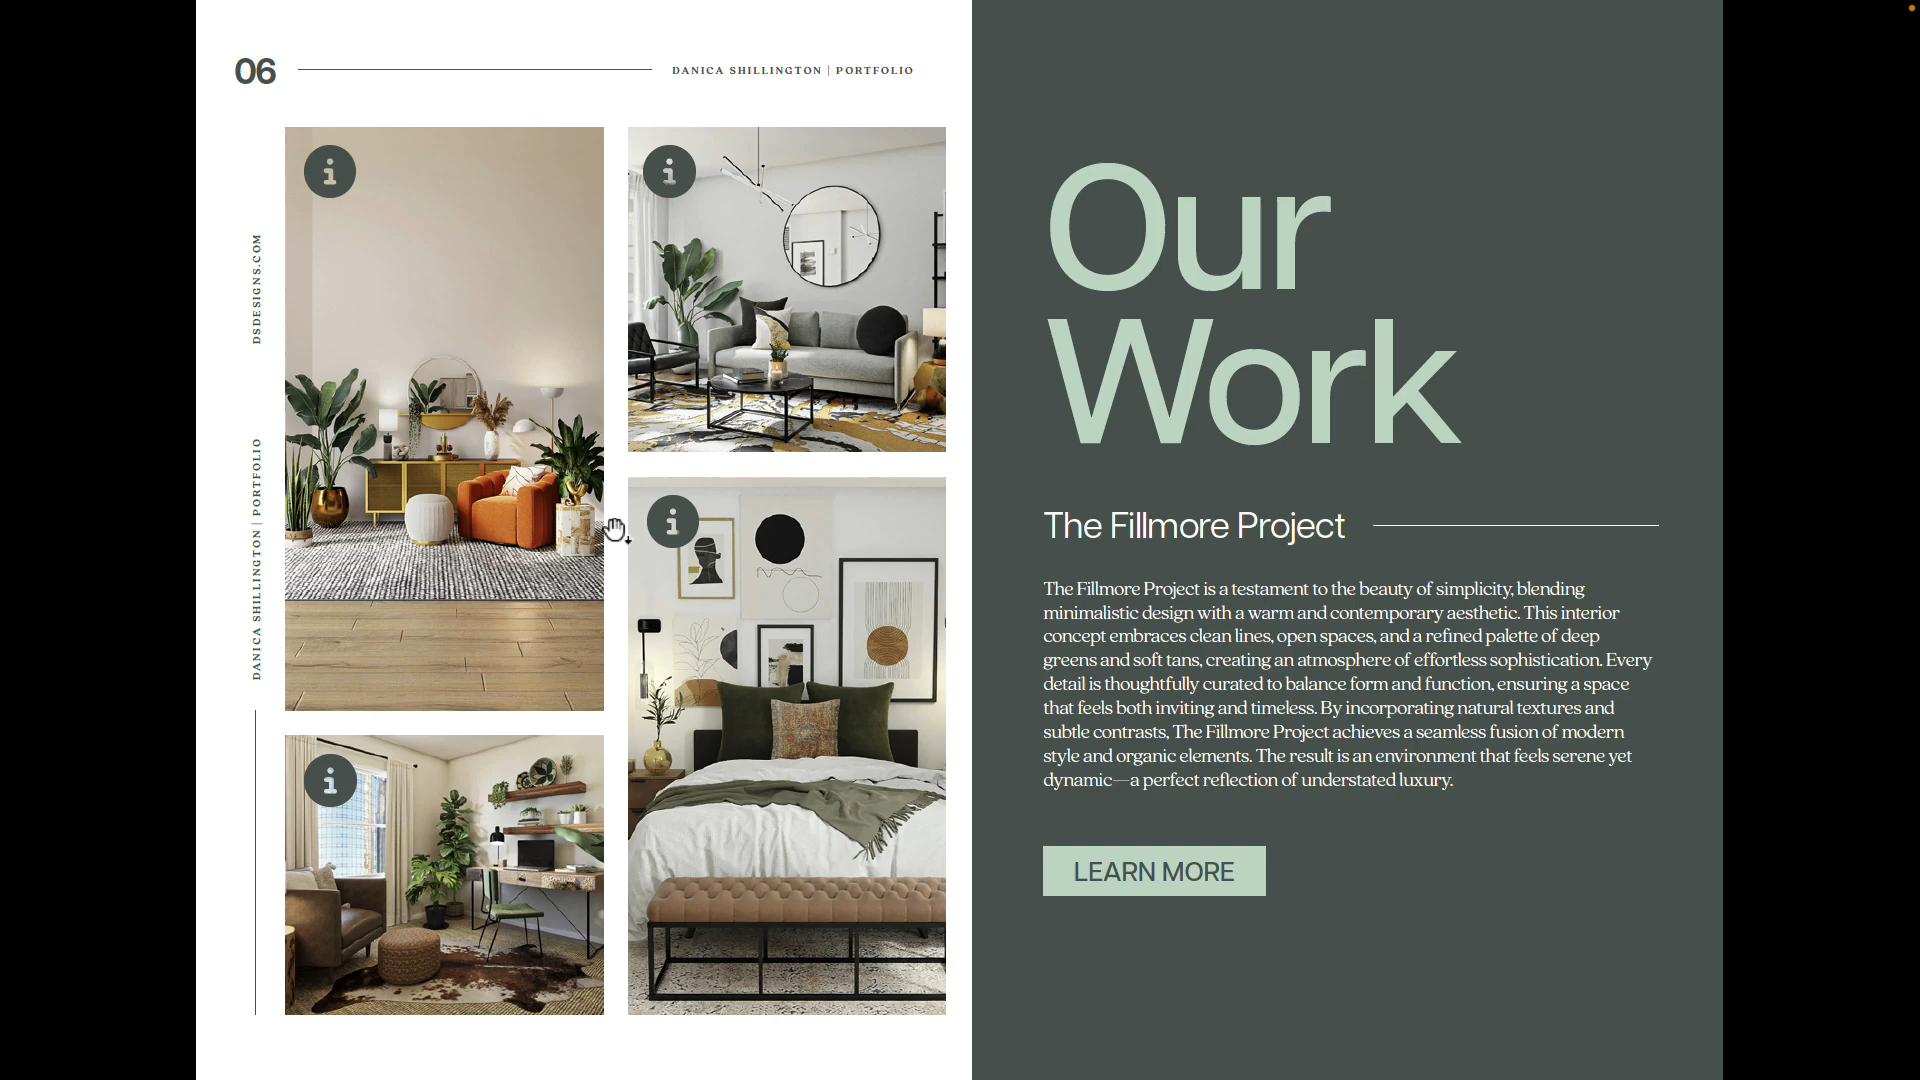 06
DANICA SHILLINGTON | PORTFOLIO
DSDESIGNS.COM
DANICA SHILLINGTON | PORTFOLIO
i
i
i
i
Our
Work
The Fillmore Project
The Fillmore Project is a testament to the beauty of simplicity, blending
minimalistic design with a warm and contemporary aesthetic. This interior
concept embraces clean lines, open spaces, and a refined palette of deep
greens and soft tans, creating an atmosphere of effortless sophistication. Every
detail is thoughtfully curated to balance form and function, ensuring a space
that feels both inviting and timeless. By incorporating natural textures and
subtle contrasts, The Fillmore Project achieves a seamless fusion of modern
style and organic elements. The result is an environment that feels serene yet
dynamic—a perfect reflection of understated luxury.
LEARN MORE